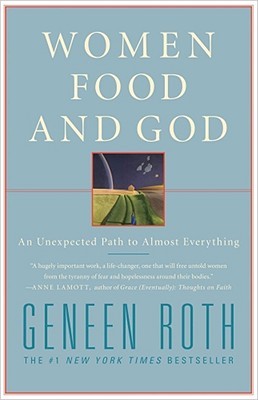 WOMEN
FOOD
AND GOD
An Unexpected Path to Almost Everything
"A hugely important work, a life-changer, one that will free untold
women from the tyranny of fear and hopelessness around their bodies."
—ANNE LAMOTT, author of Grace (Eventually): Thoughts on Faith
GENEEN ROTH
THE #1 NEW YORK TIMES BESTSELLER